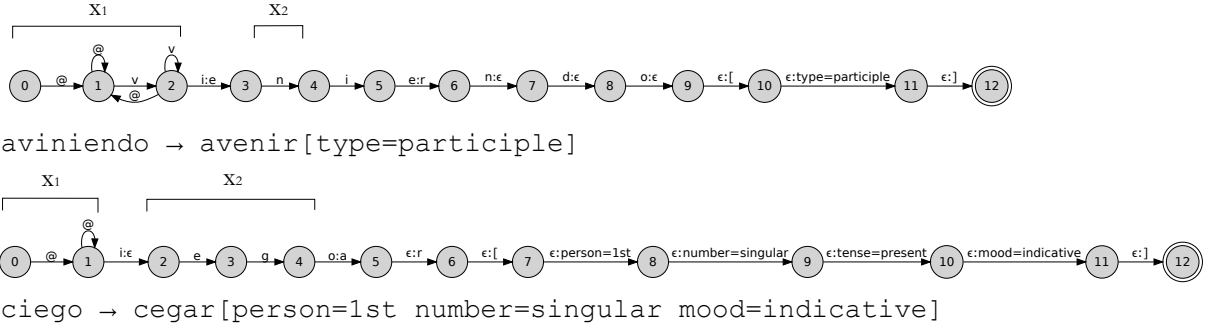 X1 X2
@ v
0 @ 1 v 2 i:e 3 n 4 i 5 e:r 6 n:ϵ 7 d:ϵ 8 o:ϵ 9 ϵ:[ 10 ϵ:type=participle 11 ϵ:] 12
@
aviniendo → avenir[type=participle]
X1 X2
@
0 @ 1 i:ϵ 2 e 3 g 4 o:a 5 ϵ:r 6 ϵ:[ 7 ϵ:person=1st 8 ϵ:number=singular 9 ϵ:tense=present 10 ϵ:mood=indicative 11 ϵ:] 12
ciego → cegar[person=1st number=singular mood=indicative]